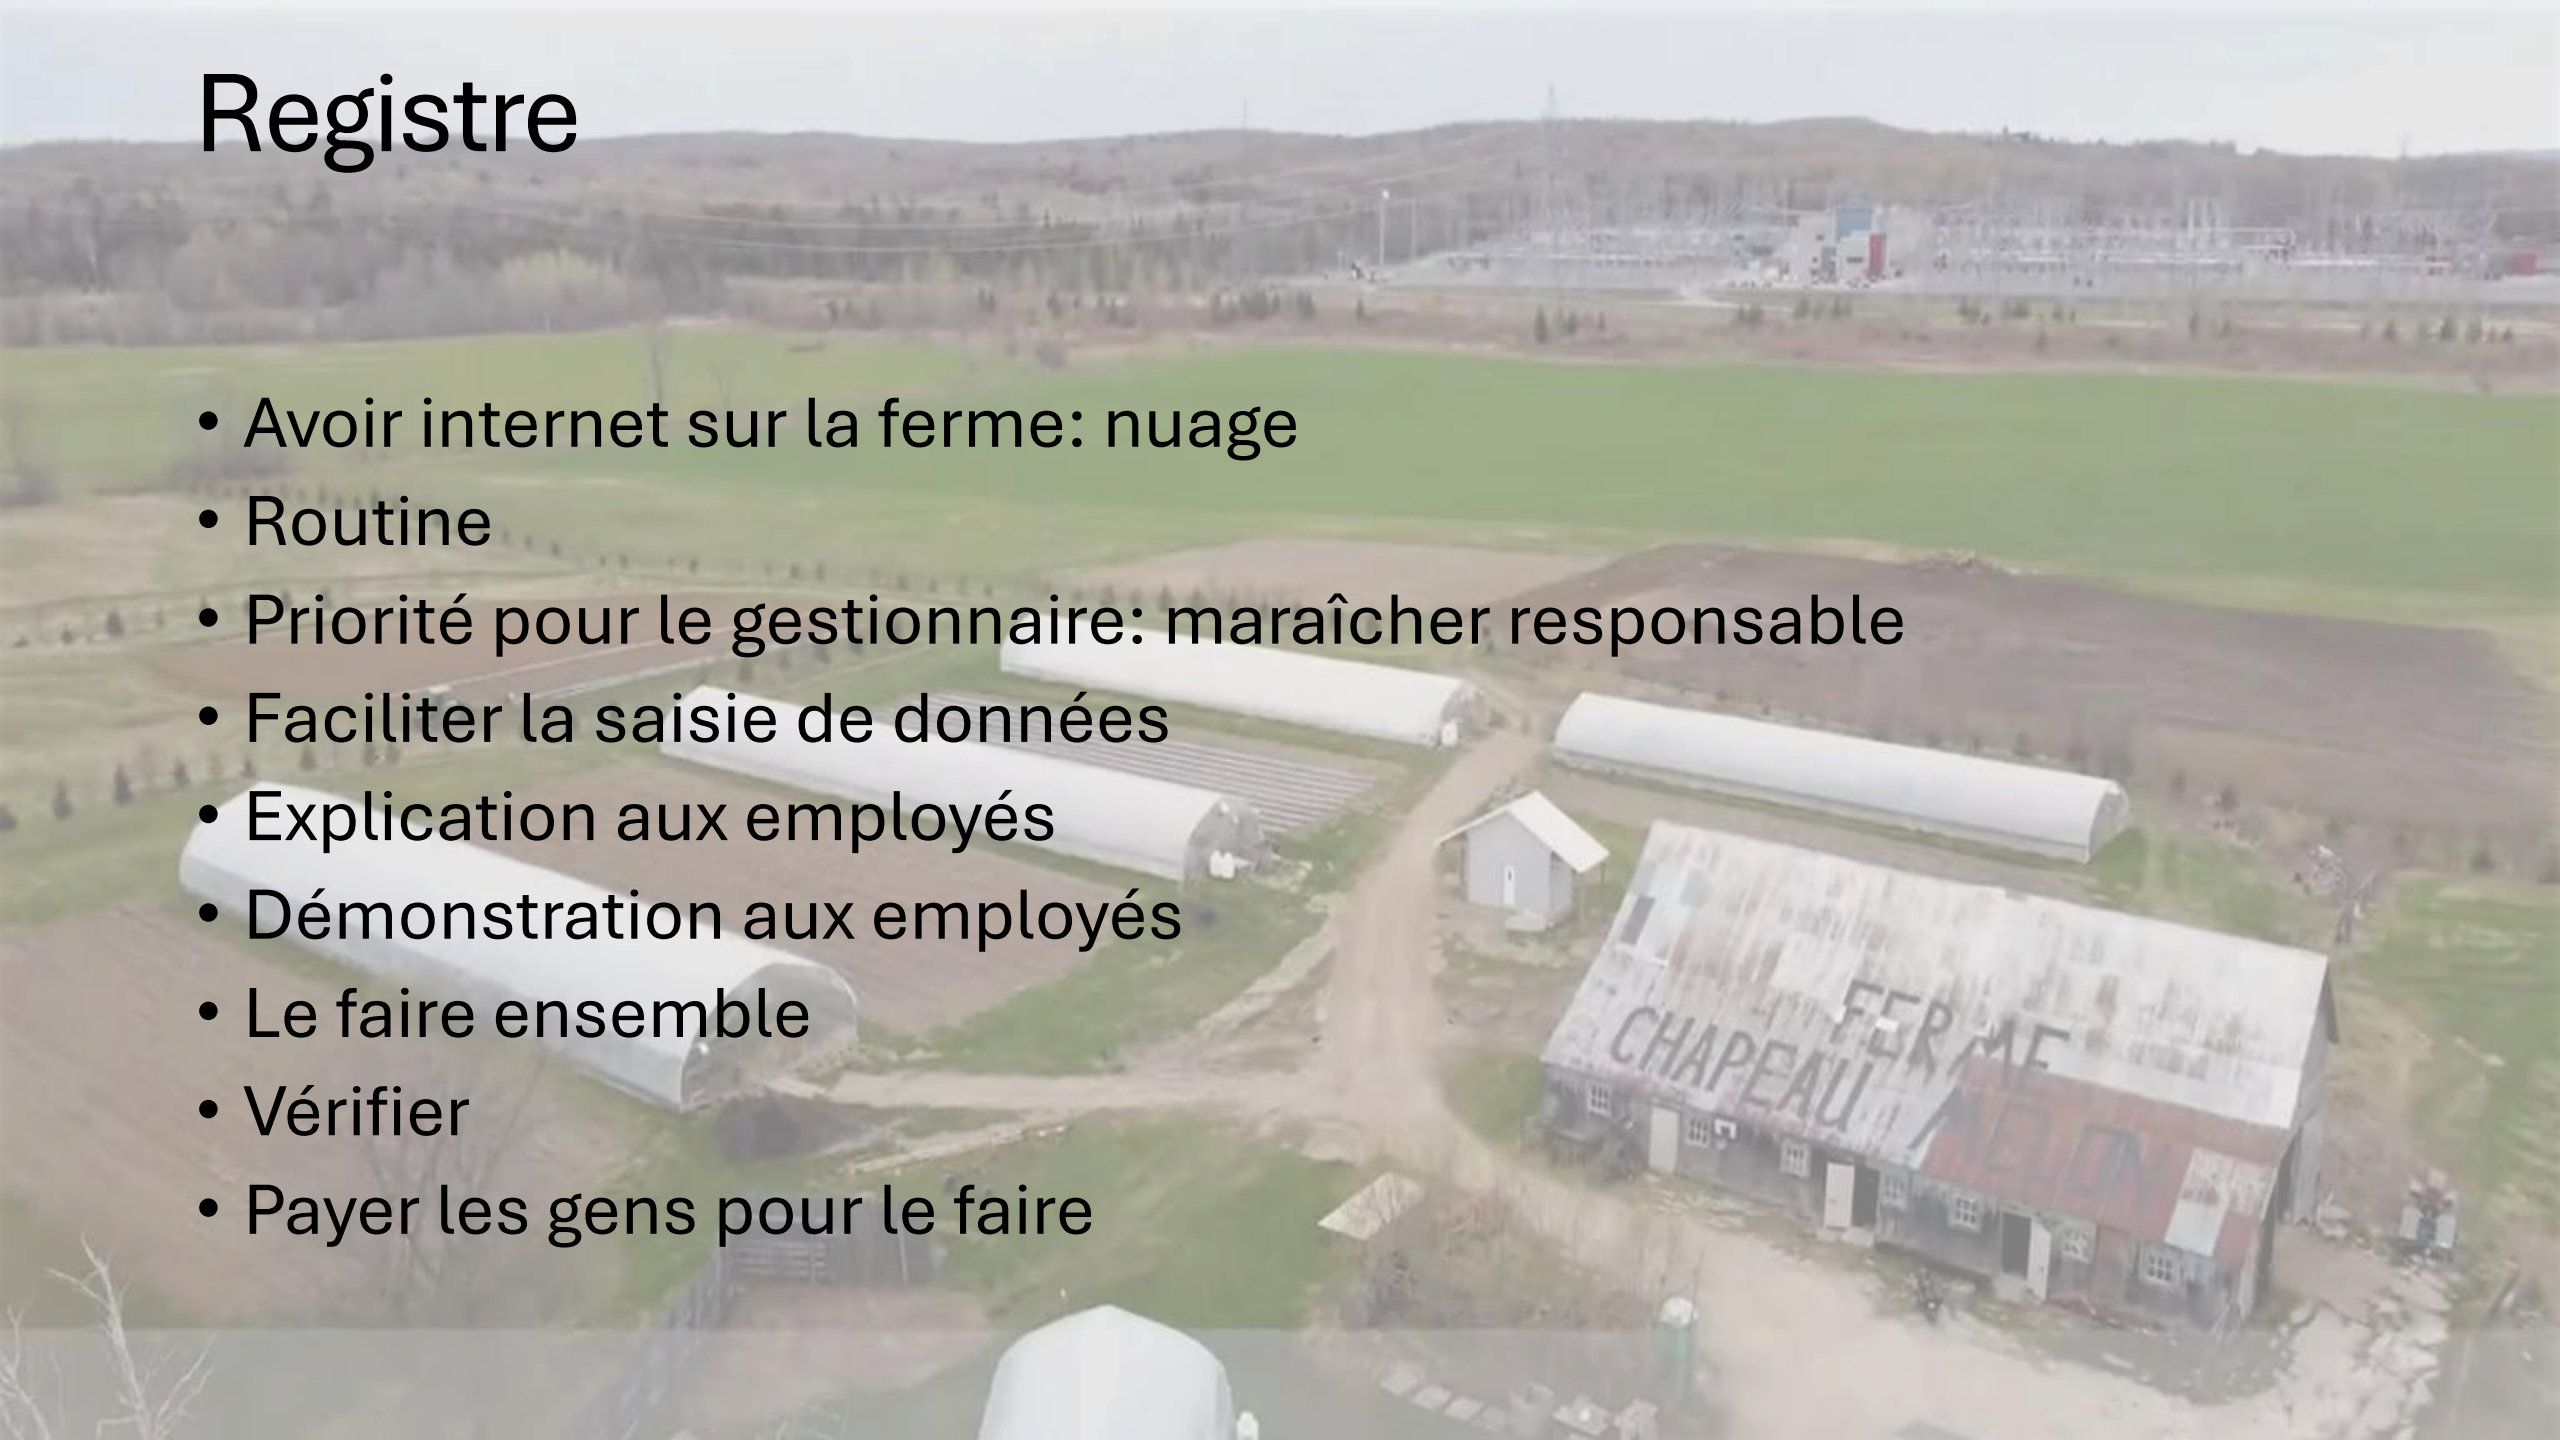 Registre
• Avoir internet sur la ferme: nuage
• Routine
• Priorité pour le gestionnaire: maraîcher responsable
• Faciliter la saisie de données
• Explication aux employés
• Démonstration aux employés
• Le faire ensemble
• Vérifier
• Payer les gens pour le faire
FERME
CHAPEAU MELON